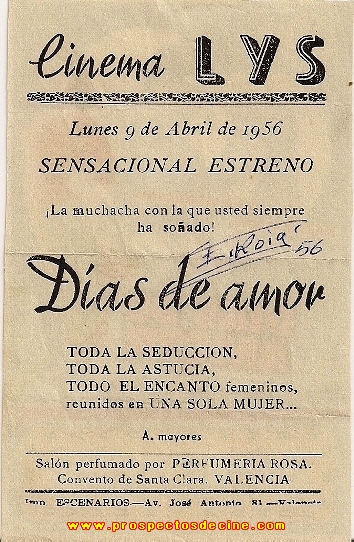 Cinema LYS
Lunes 9 de Abril de 1956
SENSACIONAL ESTRENO
¡La muchacha con la que usted siempre
ha soñado!
E. Roig
56
Días de amor
TODA LA SEDUCCION,
TODA LA ASTUCIA,
TODO EL ENCANTO femeninos,
reunidos en UNA SOLA MUJER...
A. mayores
Salón perfumado por PERFUMERIA ROSA.
Convento de Santa Clara. VALENCIA
Imp ESCENARIOS—Av. José Antonio 81—Valencia
www.prospectosdecine.com